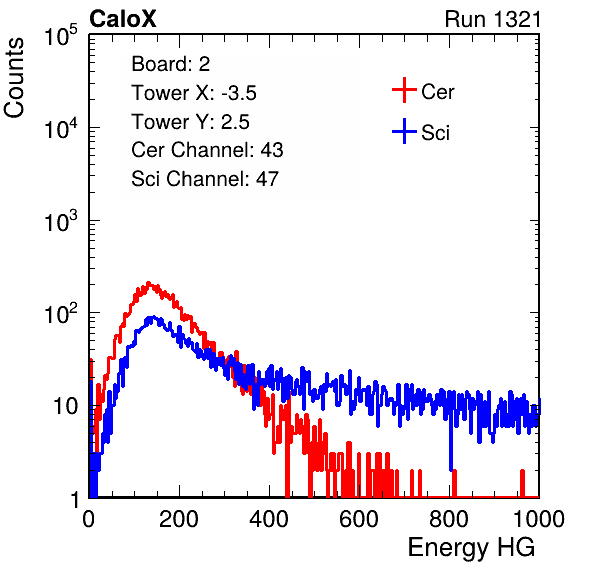 CaloX Run 1321
Counts
10^5
10^4
10^3
10^2
10
1
Board: 2
Tower X: -3.5
Tower Y: 2.5
Cer Channel: 43
Sci Channel: 47
Cer
Sci
0 200 400 600 800 1000
Energy HG